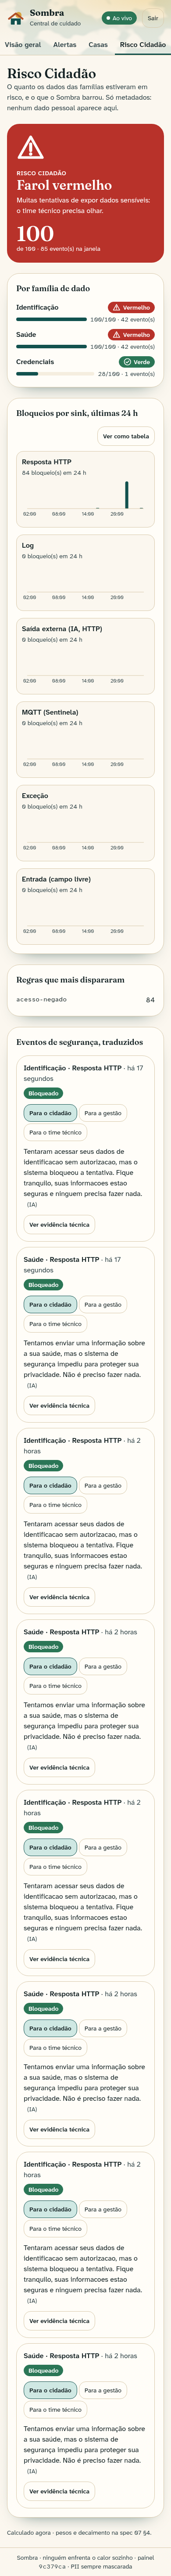 Sombra
Central de cuidado
Ao vivo
Sair
Visão geral
Alertas
Casas
Risco Cidadão
Risco Cidadão
O quanto os dados das famílias estiveram em
risco, e o que o Sombra barrou. Só metadados:
nenhum dado pessoal aparece aqui.
RISCO CIDADÃO
Farol vermelho
Muitas tentativas de expor dados sensíveis:
o time técnico precisa olhar.
100
de 100 · 85 evento(s) na janela
Por família de dado
Identificação
Vermelho
100/100 · 42 evento(s)
Saúde
Vermelho
100/100 · 42 evento(s)
Credenciais
Verde
28/100 · 1 evento(s)
Bloqueios por sink, últimas 24 h
Ver como tabela
Resposta HTTP
84 bloqueio(s) em 24 h
02:00 08:00 14:00 20:00
Log
0 bloqueio(s) em 24 h
02:00 08:00 14:00 20:00
Saída externa (IA, HTTP)
0 bloqueio(s) em 24 h
02:00 08:00 14:00 20:00
MQTT (Sentinela)
0 bloqueio(s) em 24 h
02:00 08:00 14:00 20:00
Exceção
0 bloqueio(s) em 24 h
02:00 08:00 14:00 20:00
Entrada (campo livre)
0 bloqueio(s) em 24 h
02:00 08:00 14:00 20:00
Regras que mais dispararam
acesso-negado
84
Eventos de segurança, traduzidos
Identificação · Resposta HTTP · há 17
segundos
Bloqueado
Para o cidadão
Para a gestão
Para o time técnico
Tentaram acessar seus dados de
identificacao sem autorizacao, mas o
sistema bloqueou a tentativa. Fique
tranquilo, suas informacoes estao
seguras e ninguem precisa fazer nada.
(IA)
Ver evidência técnica
Saúde · Resposta HTTP · há 17
segundos
Bloqueado
Para o cidadão
Para a gestão
Para o time técnico
Tentamos enviar uma informação sobre
a sua saúde, mas o sistema de
segurança impediu para proteger sua
privacidade. Não é preciso fazer nada.
(IA)
Ver evidência técnica
Identificação · Resposta HTTP · há 2
horas
Bloqueado
Para o cidadão
Para a gestão
Para o time técnico
Tentaram acessar seus dados de
identificacao sem autorizacao, mas o
sistema bloqueou a tentativa. Fique
tranquilo, suas informacoes estao
seguras e ninguem precisa fazer nada.
(IA)
Ver evidência técnica
Saúde · Resposta HTTP · há 2 horas
Bloqueado
Para o cidadão
Para a gestão
Para o time técnico
Tentamos enviar uma informação sobre
a sua saúde, mas o sistema de
segurança impediu para proteger sua
privacidade. Não é preciso fazer nada.
(IA)
Ver evidência técnica
Identificação · Resposta HTTP · há 2
horas
Bloqueado
Para o cidadão
Para a gestão
Para o time técnico
Tentaram acessar seus dados de
identificacao sem autorizacao, mas o
sistema bloqueou a tentativa. Fique
tranquilo, suas informacoes estao
seguras e ninguem precisa fazer nada.
(IA)
Ver evidência técnica
Saúde · Resposta HTTP · há 2 horas
Bloqueado
Para o cidadão
Para a gestão
Para o time técnico
Tentamos enviar uma informação sobre
a sua saúde, mas o sistema de
segurança impediu para proteger sua
privacidade. Não é preciso fazer nada.
(IA)
Ver evidência técnica
Identificação · Resposta HTTP · há 2
horas
Bloqueado
Para o cidadão
Para a gestão
Para o time técnico
Tentaram acessar seus dados de
identificacao sem autorizacao, mas o
sistema bloqueou a tentativa. Fique
tranquilo, suas informacoes estao
seguras e ninguem precisa fazer nada.
(IA)
Ver evidência técnica
Saúde · Resposta HTTP · há 2 horas
Bloqueado
Para o cidadão
Para a gestão
Para o time técnico
Tentamos enviar uma informação sobre
a sua saúde, mas o sistema de
segurança impediu para proteger sua
privacidade. Não é preciso fazer nada.
(IA)
Ver evidência técnica
Calculado agora · pesos e decaimento na spec 07 §4.
Sombra · ninguém enfrenta o calor sozinho · painel
9c379ca · PII sempre mascarada